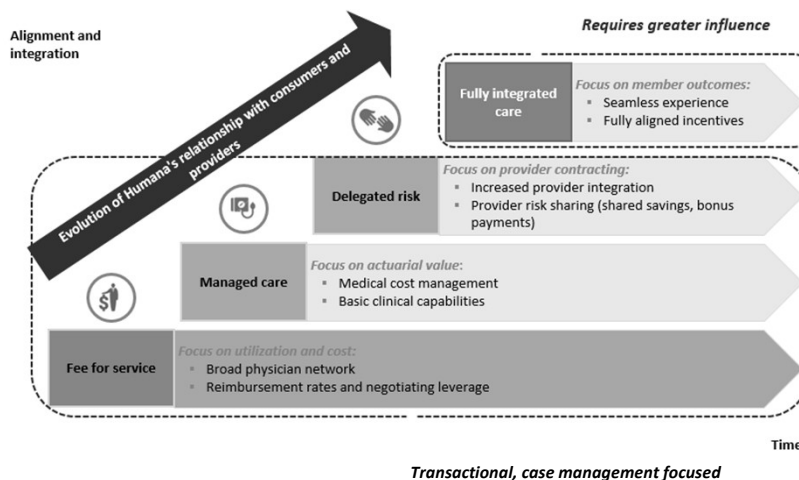 Alignment and
integration
Requires greater influence
Evolution of Humana's relationship with consumers and
providers
Fully integrated
care
Focus on member outcomes:
▪ Seamless experience
▪ Fully aligned incentives
Delegated risk
Focus on provider contracting:
▪ Increased provider integration
▪ Provider risk sharing (shared savings, bonus
payments)
Managed care
Focus on actuarial value:
▪ Medical cost management
▪ Basic clinical capabilities
$
Fee for service
Focus on utilization and cost:
▪ Broad physician network
▪ Reimbursement rates and negotiating leverage
Time
Transactional, case management focused